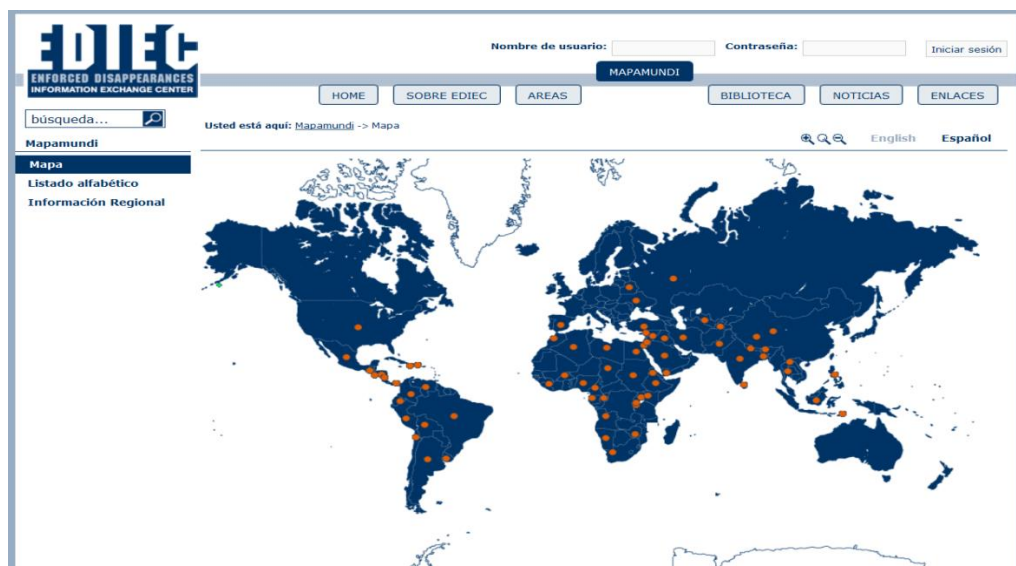 EDIEC
ENFORCED DISAPPEARANCES
INFORMATION EXCHANGE CENTER
Nombre de usuario: Contraseña: Iniciar sesión
MAPAMUNDI
HOME SOBRE EDIEC AREAS BIBLIOTECA NOTICIAS ENLACES
búsqueda...
Usted está aquí: Mapamundi -> Mapa
English Español
Mapamundi
Mapa
Listado alfabético
Información Regional